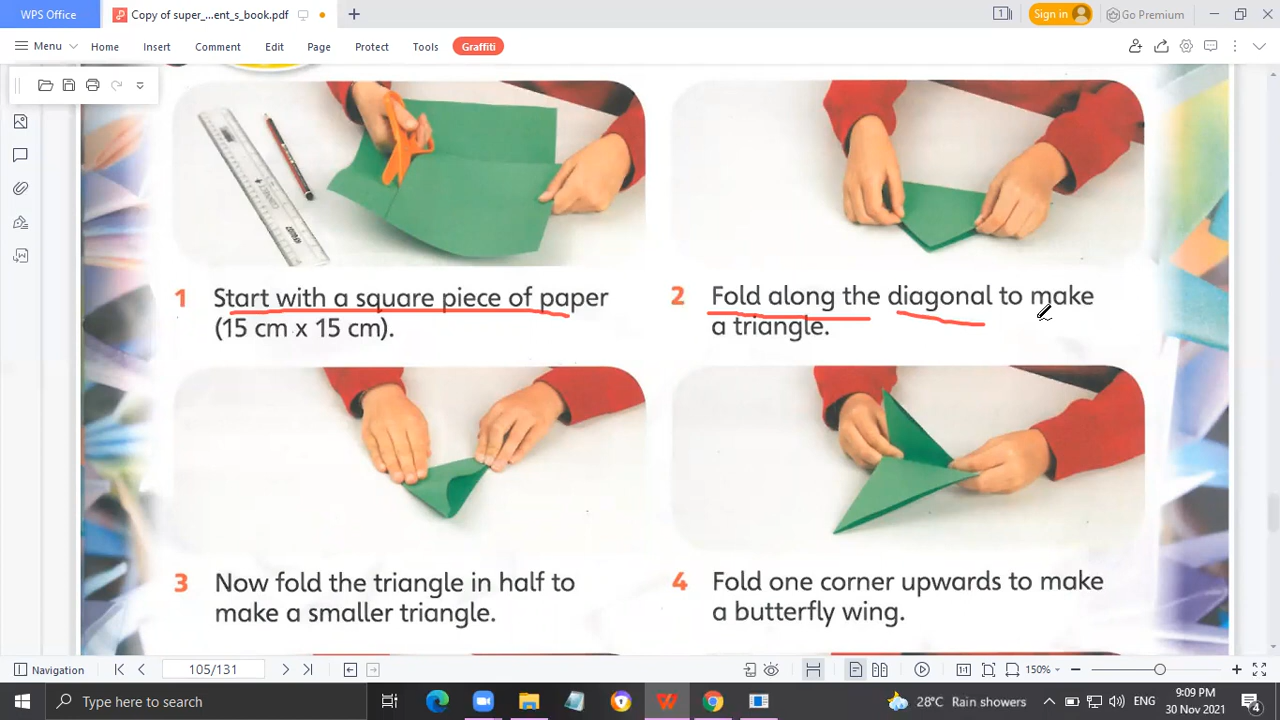 WPS Office
Copy of super_...ent_s_book.pdf
1
Sign in
Go Premium
Menu
Home
Insert
Comment
Edit
Page
Protect
Tools
Graffiti
1 Start with a square piece of paper
(15 cm x 15 cm).
2 Fold along the diagonal to make
a triangle.
3 Now fold the triangle in half to
make a smaller triangle.
4 Fold one corner upwards to make
a butterfly wing.
Navigation
105/131
1:1
150%
Type here to search
28°C Rain showers
ENG
9:09 PM
30 Nov 2021
4